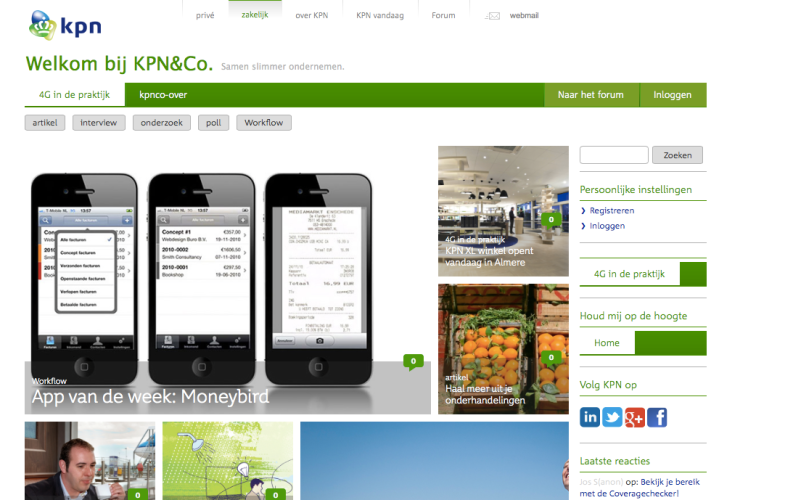 privé
zakelijk
over KPN
KPN vandaag
Forum
webmail
kpn
Welkom bij KPN&Co.
Samen slimmer ondernemen.
4G in de praktijk
kpnco-over
Naar het forum
Inloggen
artikel
interview
onderzoek
poll
Workflow
Alle facturen
Concept facturen
Verzonden facturen
Openstaande facturen
Verlopen facturen
Betaalde facturen
Alle facturen
Concept #1
€357,00
Webdesign Buro B.V.
18-11-2010
2010-0002
€1606,50
Smith Consultancy
07-11-2010
2010-0001
€297,50
Bookshop
19-06-2010
0
Workflow
App van de week: Moneybird
0
4G in de praktijk
KPN XL winkel opent
vandaag in Almere
0
artikel
Haal meer uit je
onderhandelingen
0
0
Zoeken
Persoonlijke instellingen
Registreren
Inloggen
4G in de praktijk
Houd mij op de hoogte
Home
Volg KPN op
Laatste reacties
Jos S(anon) op: Bekijk je bereik
met de Coveragechecker!